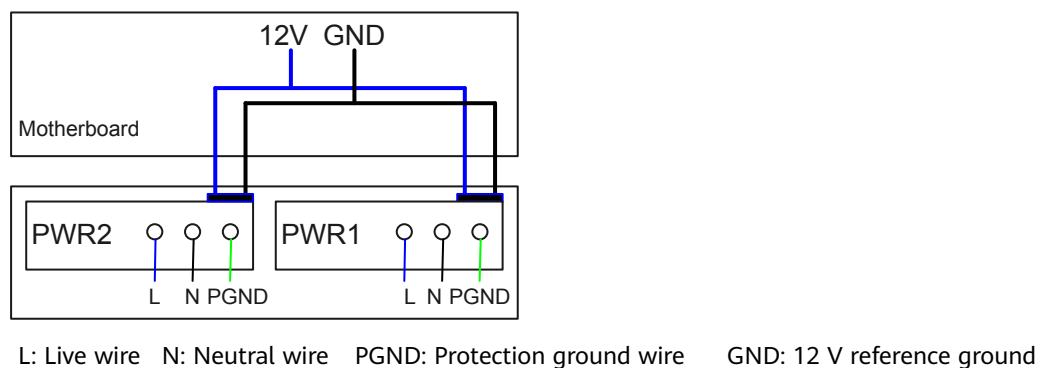 12V GND
Motherboard
PWR2 PWR1
L N PGND L N PGND
L: Live wire N: Neutral wire PGND: Protection ground wire GND: 12 V reference ground